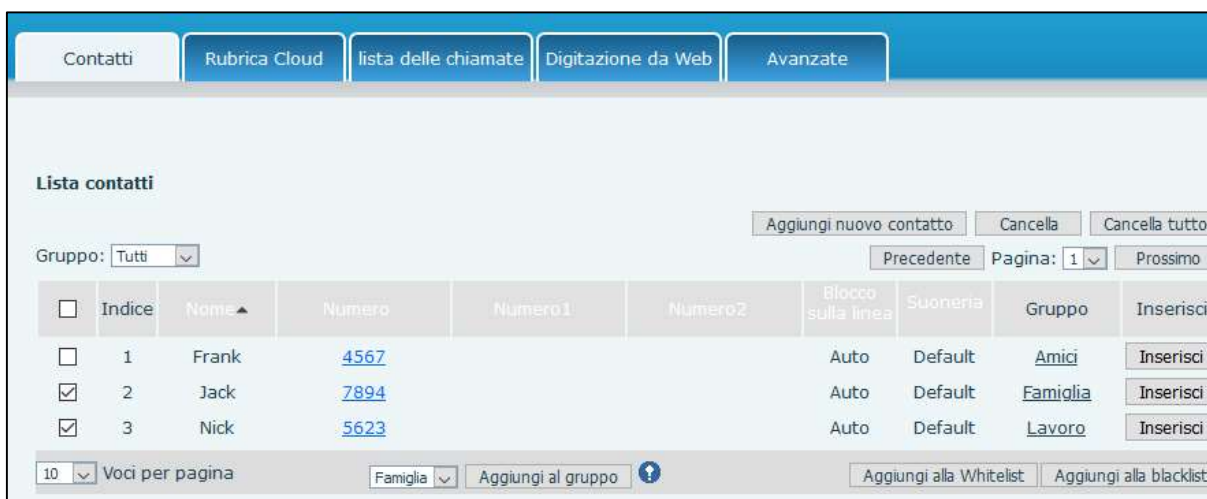 Contatti Rubrica Cloud lista delle chiamate Digitazione da Web Avanzate
Lista contatti
Aggiungi nuovo contatto Cancella Cancella tutto
Gruppo: Tutti Precedente Pagina: 1 Prossimo
Indice Nome Numero Numero1 Numero2 Blocco sulla linea Suoneria Gruppo Inserisci
1 Frank 4567 Auto Default Amici Inserisci
2 Jack 7894 Auto Default Famiglia Inserisci
3 Nick 5623 Auto Default Lavoro Inserisci
10 Voci per pagina Famiglia Aggiungi al gruppo Aggiungi alla Whitelist Aggiungi alla blacklist